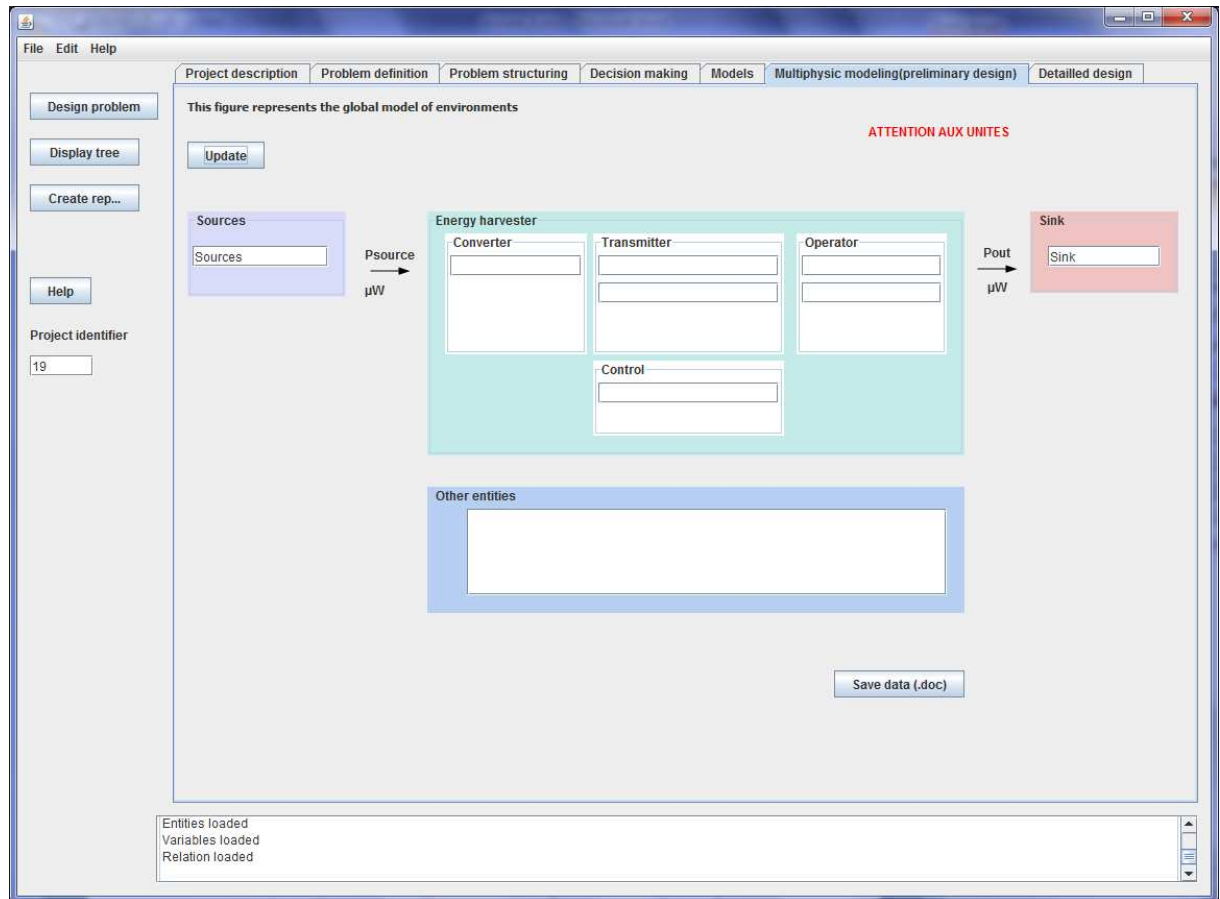 File Edit Help
Project description Problem definition Problem structuring Decision making Models Multiphysic modeling(preliminary design) Detailled design
Design problem
Display tree
Create rep...
Help
Project identifier
19
This figure represents the global model of environments
ATTENTION AUX UNITES
Update
Sources
Sources
Psource
µW
Energy harvester
Converter
Transmitter
Operator
Control
Pout
µW
Sink
Sink
Other entities
Save data (.doc)
Entities loaded
Variables loaded
Relation loaded